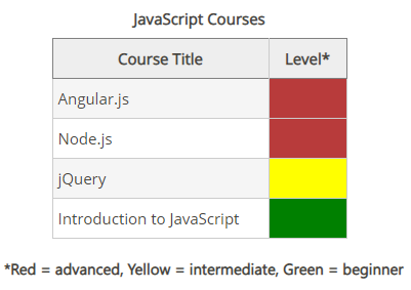 JavaScript Courses
Course Title Level*
Angular.js
Node.js
jQuery
Introduction to JavaScript
*Red = advanced, Yellow = intermediate, Green = beginner